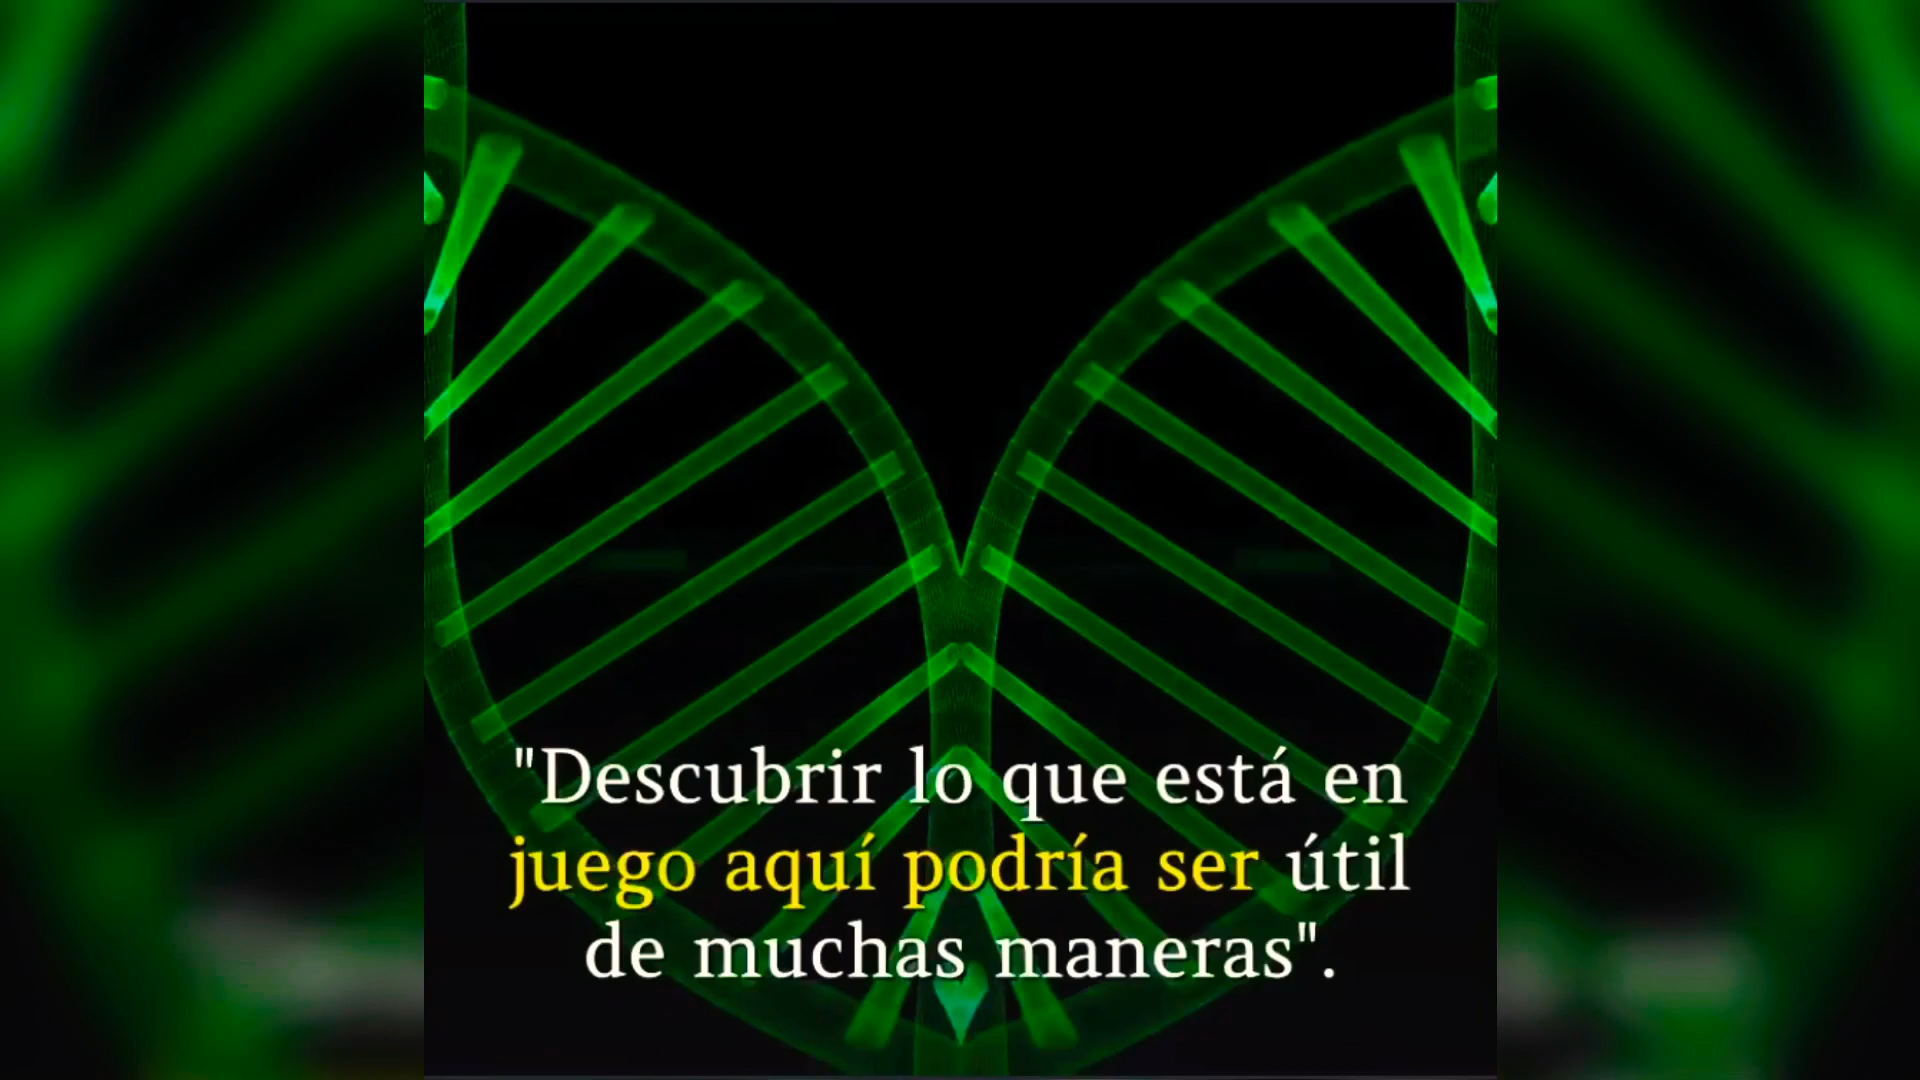 "Descubrir lo que está en
juego aquí podría ser útil
de muchas maneras".